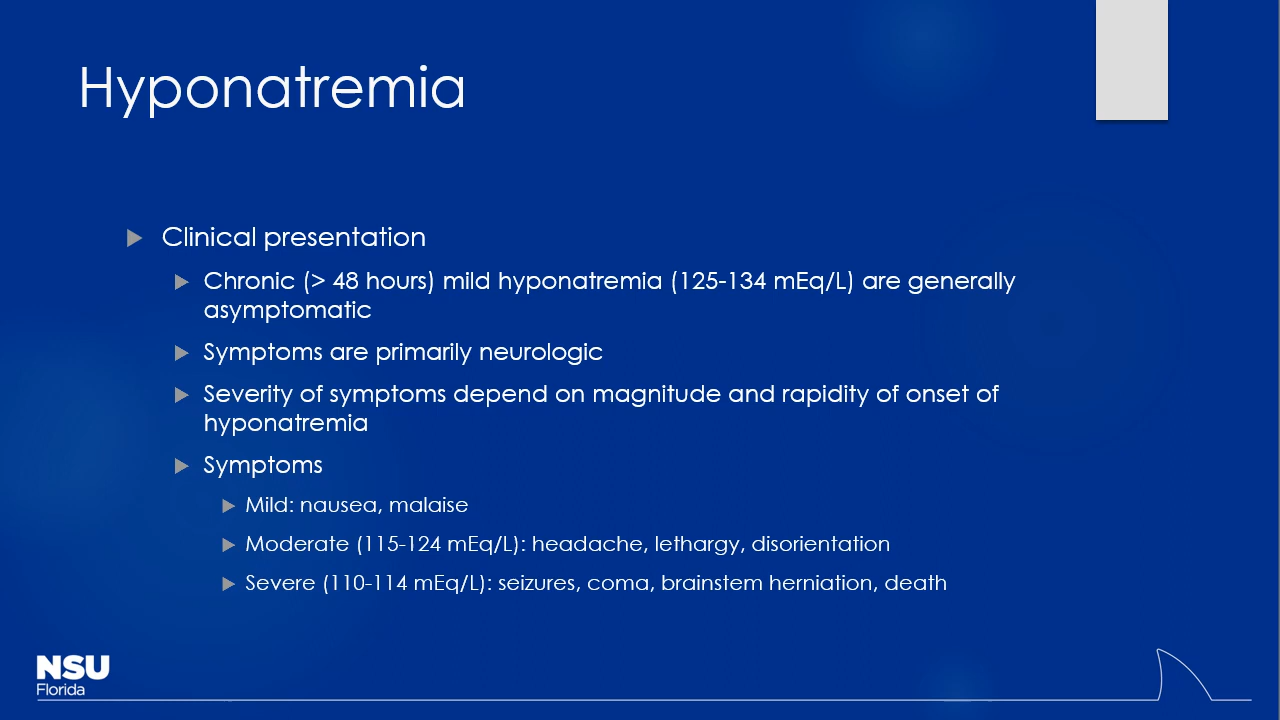 Hyponatremia
Clinical presentation
Chronic (> 48 hours) mild hyponatremia (125-134 mEq/L) are generally
asymptomatic
Symptoms are primarily neurologic
Severity of symptoms depend on magnitude and rapidity of onset of
hyponatremia
Symptoms
Mild: nausea, malaise
Moderate (115-124 mEq/L): headache, lethargy, disorientation
Severe (110-114 mEq/L): seizures, coma, brainstem herniation, death
NSU
Florida